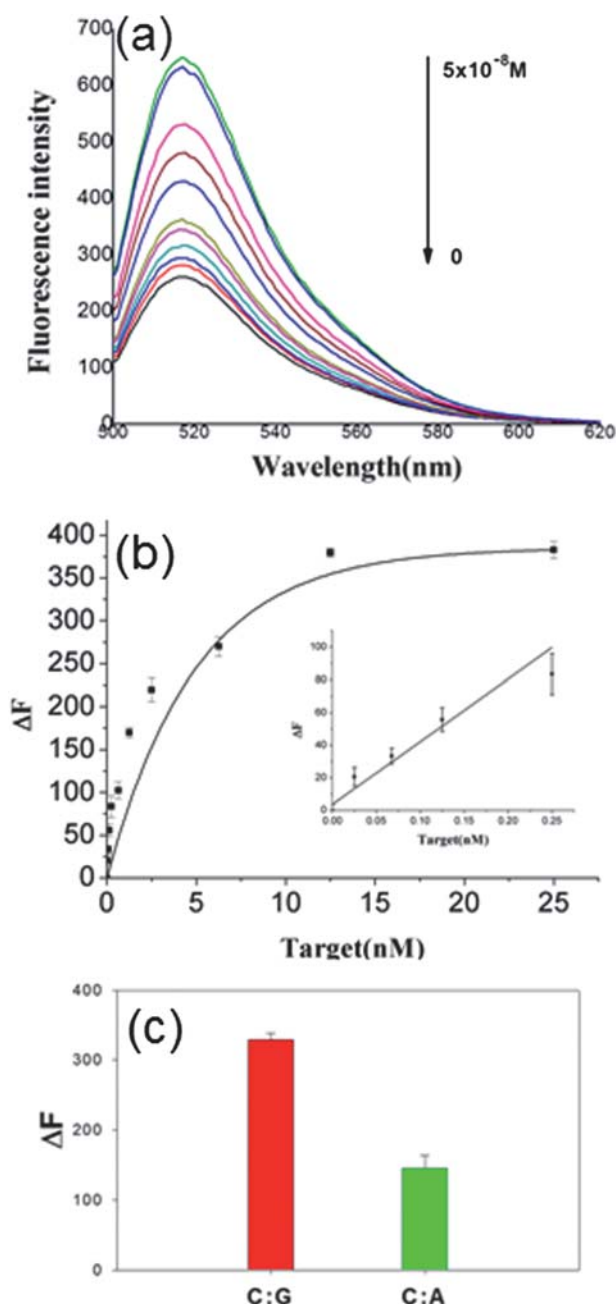 (a)
700
600
500
400
300
200
100
0
5x10⁻⁸M
0
Fluorescence intensity
500 520 540 560 580 600 620
Wavelength(nm)
(b)
400
350
300
250
200
150
100
50
0
ΔF
0 5 10 15 20 25
Target(nM)
100
80
60
40
20
0
ΔF
0.00 0.05 0.10 0.15 0.20 0.25
Target(nM)
(c)
400
300
200
100
0
ΔF
C:G C:A